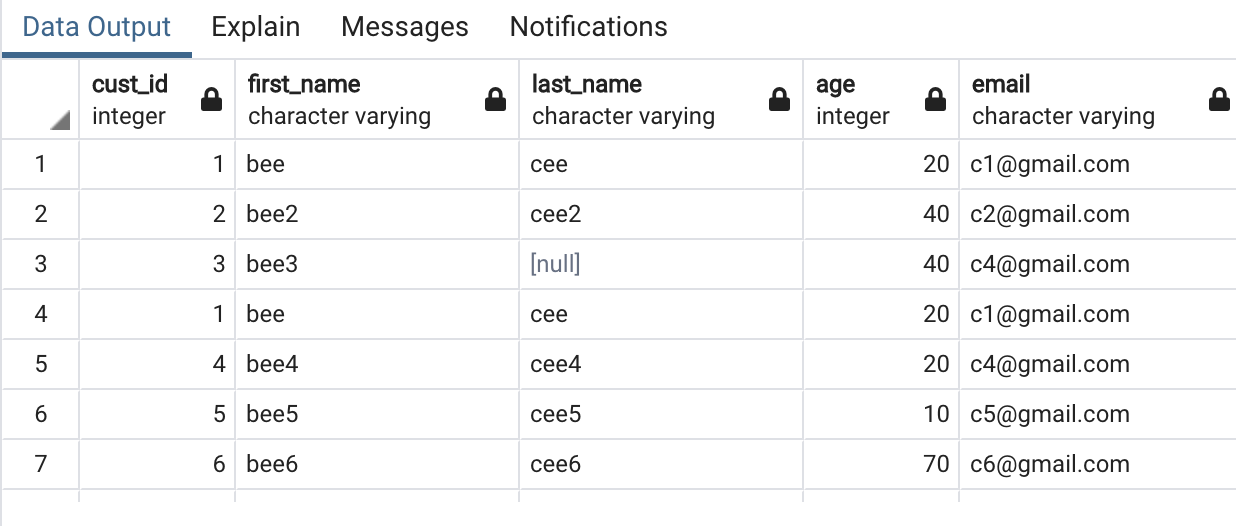 Data Output Explain Messages Notifications
cust_id first_name last_name age email
integer character varying character varying integer character varying
1 1 bee cee 20 c1@gmail.com
2 2 bee2 cee2 40 c2@gmail.com
3 3 bee3 [null] 40 c4@gmail.com
4 1 bee cee 20 c1@gmail.com
5 4 bee4 cee4 20 c4@gmail.com
6 5 bee5 cee5 10 c5@gmail.com
7 6 bee6 cee6 70 c6@gmail.com